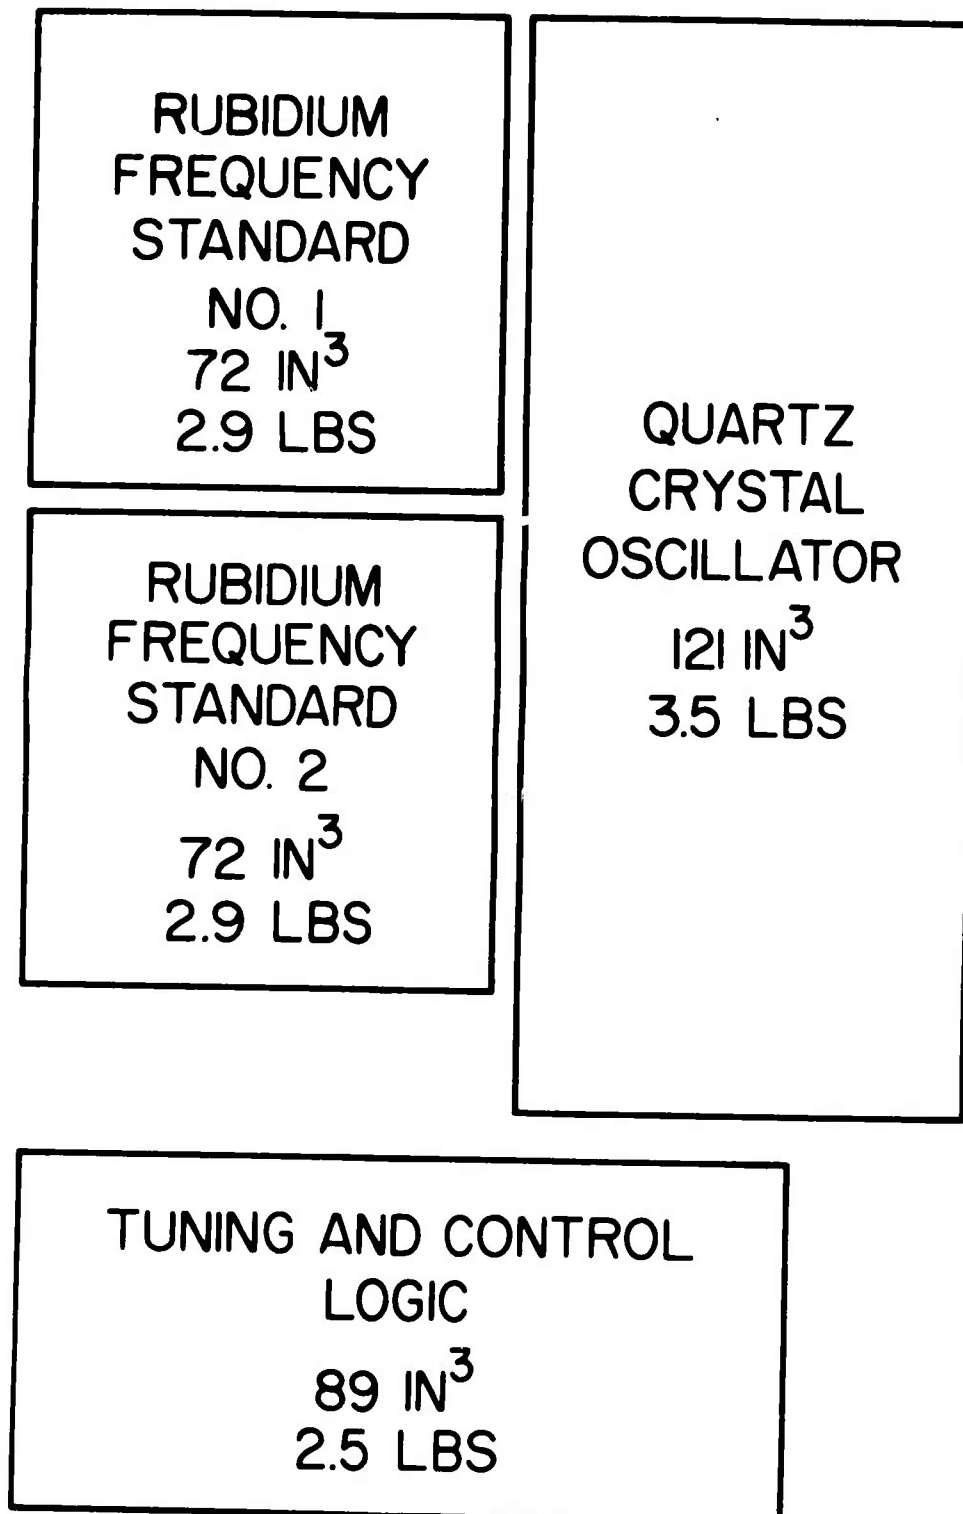 RUBIDIUM
FREQUENCY
STANDARD
NO. 1
72 IN³
2.9 LBS
RUBIDIUM
FREQUENCY
STANDARD
NO. 2
72 IN³
2.9 LBS
QUARTZ
CRYSTAL
OSCILLATOR
121 IN³
3.5 LBS
TUNING AND CONTROL
LOGIC
89 IN³
2.5 LBS